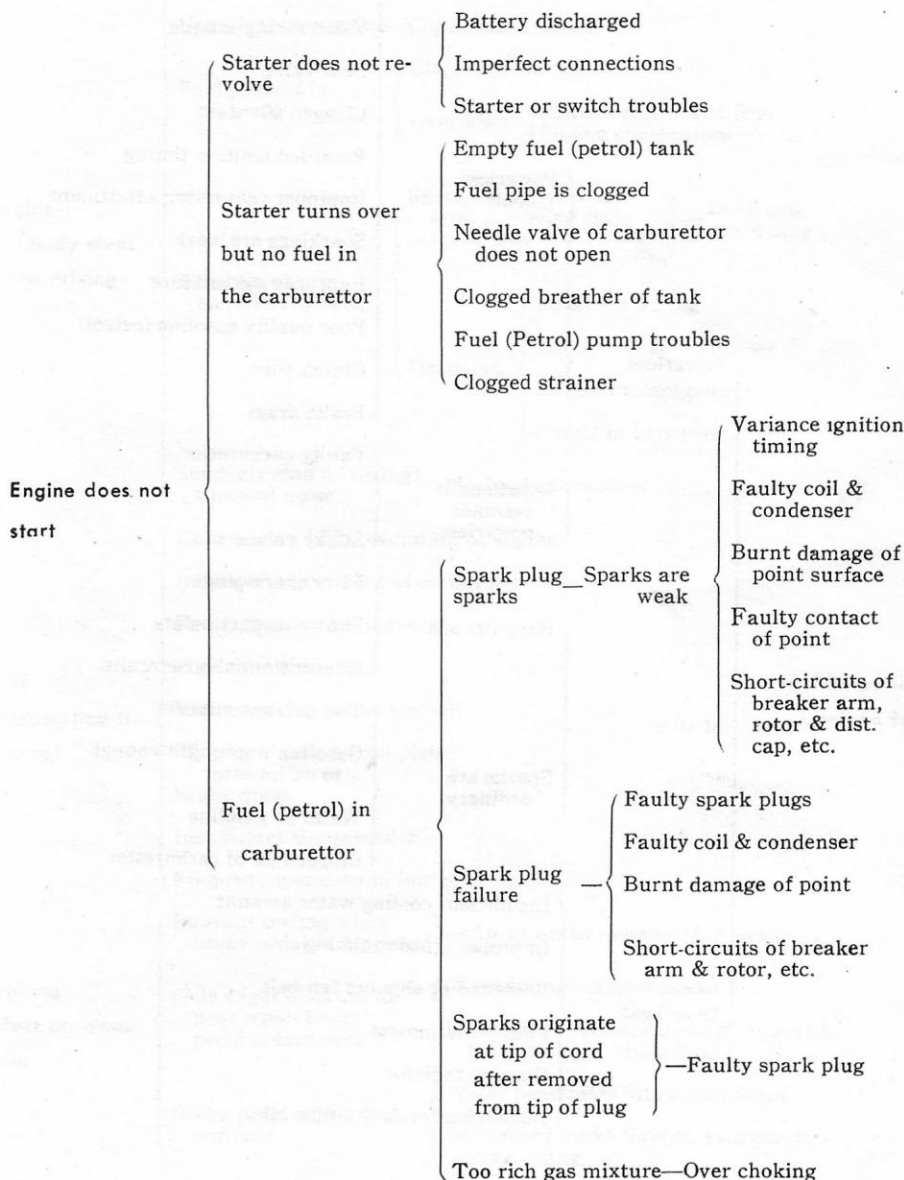 Engine does not
start
Starter does not re-
volve
Battery discharged
Imperfect connections
Starter or switch troubles
Starter turns over
but no fuel in
the carburettor
Empty fuel (petrol) tank
Fuel pipe is clogged
Needle valve of carburettor
does not open
Clogged breather of tank
Fuel (Petrol) pump troubles
Clogged strainer
Fuel (petrol) in
carburettor
Spark plug
sparks
Sparks are
weak
Variance ignition
timing
Faulty coil &
condenser
Burnt damage of
point surface
Faulty contact
of point
Short-circuits of
breaker arm,
rotor & dist.
cap, etc.
Spark plug
failure
Faulty spark plugs
Faulty coil & condenser
Burnt damage of point
Short-circuits of breaker
arm & rotor, etc.
Sparks originate
at tip of cord
after removed
from tip of plug
—Faulty spark plug
Too rich gas mixture—Over choking